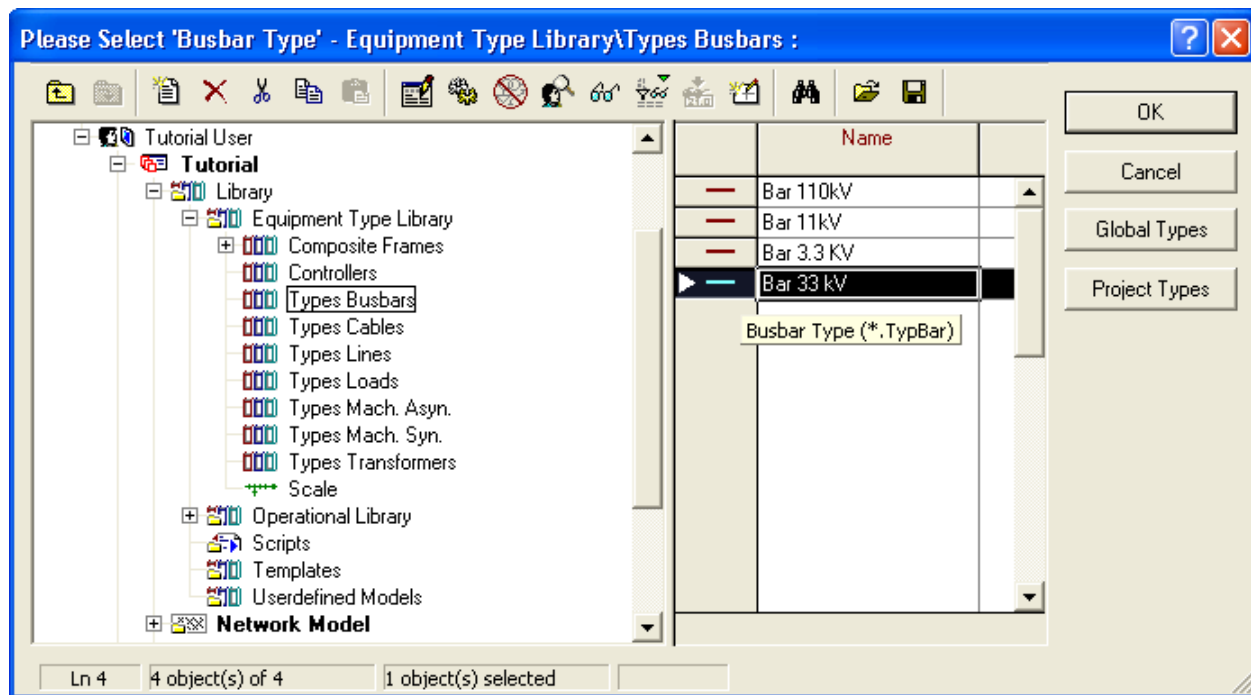 Please Select 'Busbar Type' - Equipment Type Library\Types Busbars :
OK
Cancel
Global Types
Project Types
Tutorial User
Tutorial
Library
Equipment Type Library
Composite Frames
Controllers
Types Busbars
Types Cables
Types Lines
Types Loads
Types Mach. Asyn.
Types Mach. Syn.
Types Transformers
Scale
Operational Library
Scripts
Templates
Userdefined Models
Network Model
Name
Bar 110kV
Bar 11kV
Bar 3.3 KV
Bar 33 kV
Busbar Type (*.TypBar)
Ln 4
4 object(s) of 4
1 object(s) selected